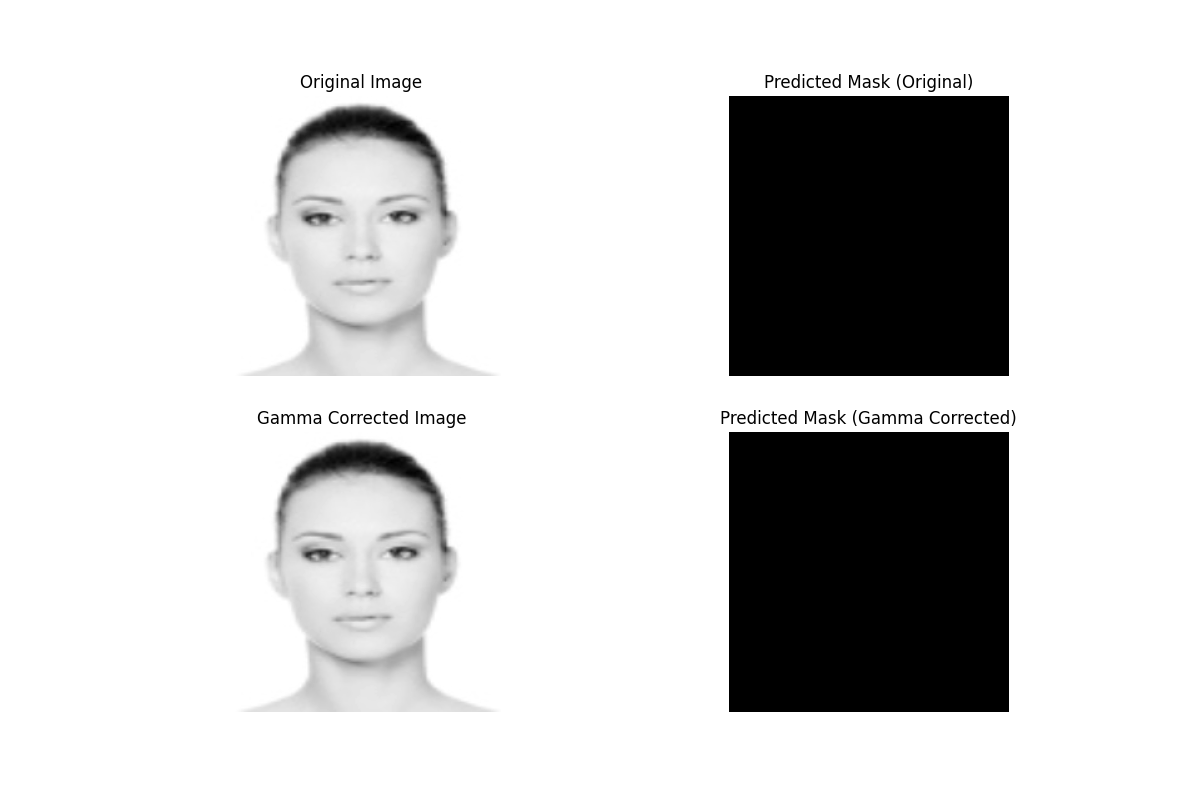 Original Image
Predicted Mask (Original)
Gamma Corrected Image
Predicted Mask (Gamma Corrected)